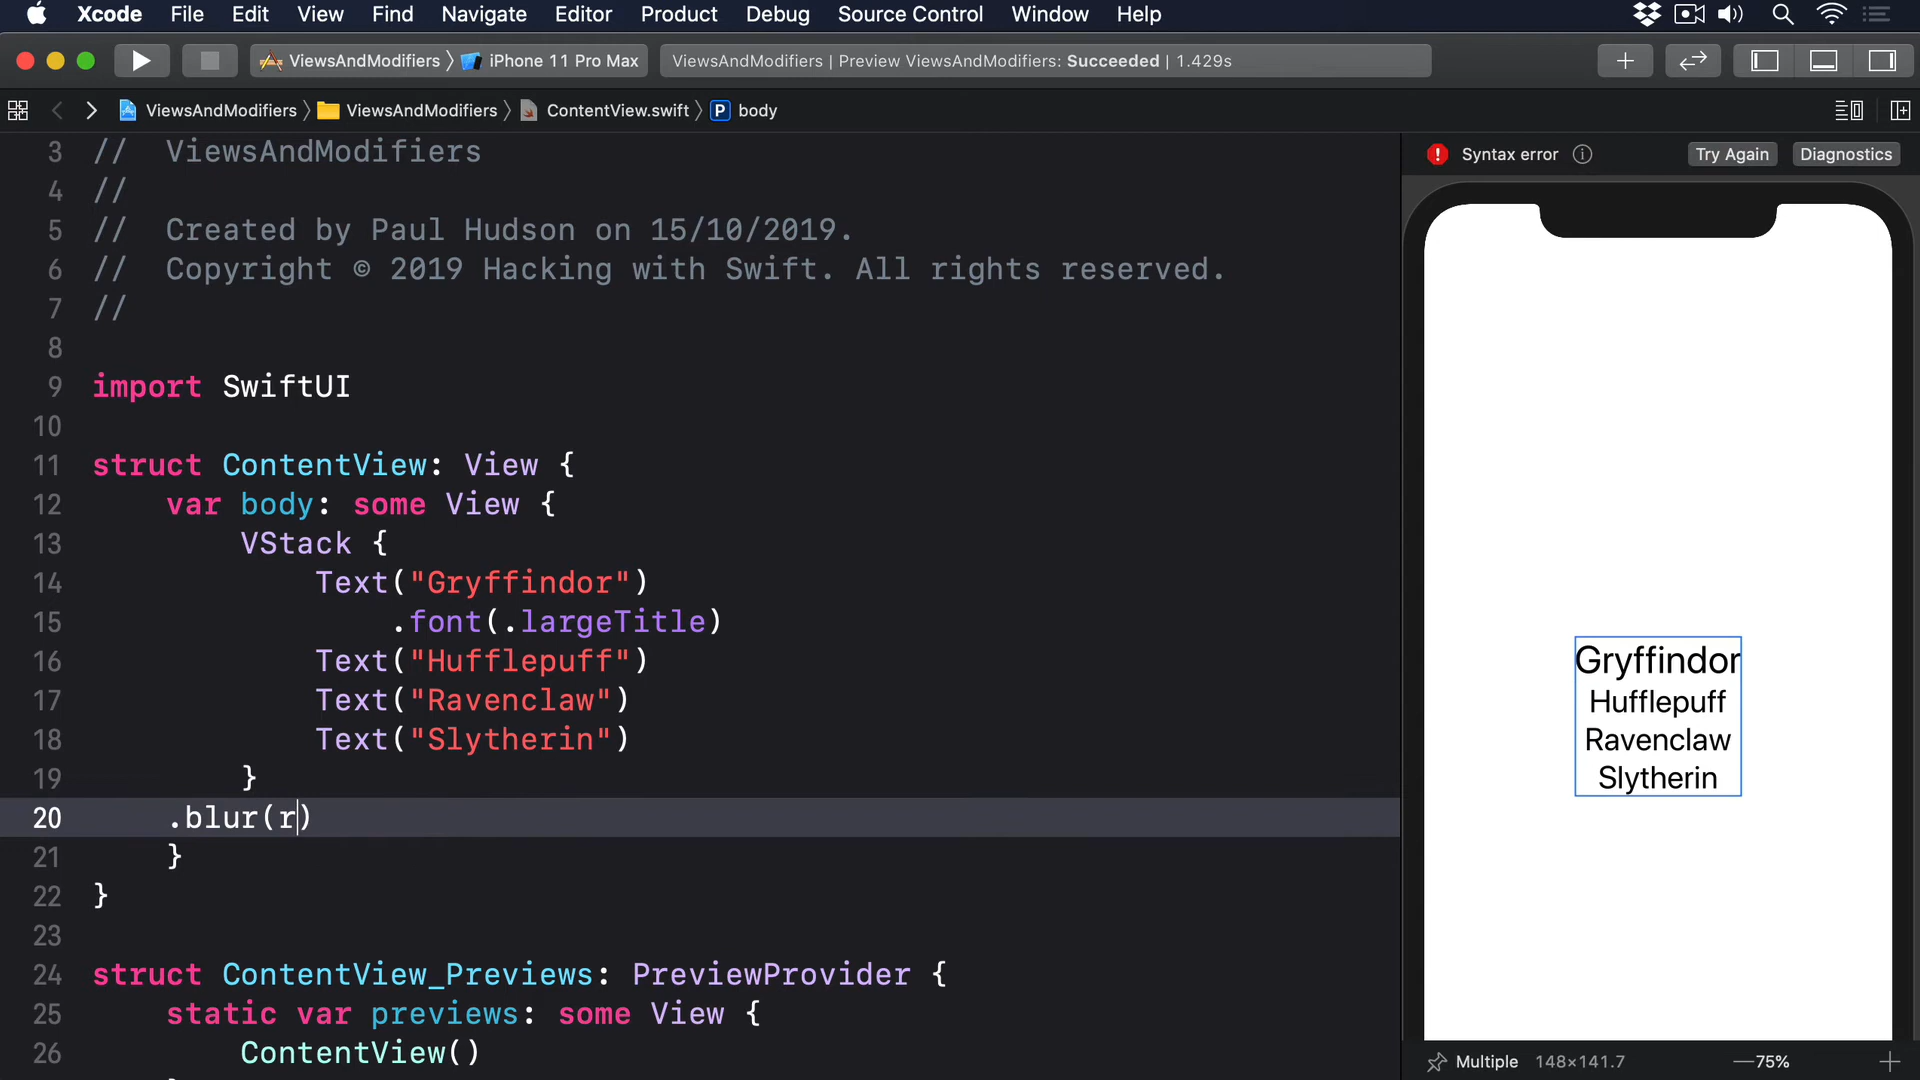 Xcode File Edit View Find Navigate Editor Product Debug Source Control Window Help
ViewsAndModifiers 〉 iPhone 11 Pro Max
ViewsAndModifiers | Preview ViewsAndModifiers: Succeeded | 1.429s
ViewsAndModifiers 〉 ViewsAndModifiers 〉 ContentView.swift 〉 P body
3 //  ViewsAndModifiers
4 //
5 //  Created by Paul Hudson on 15/10/2019.
6 //  Copyright © 2019 Hacking with Swift. All rights reserved.
7 //
8
9 import SwiftUI
10
11 struct ContentView: View {
12     var body: some View {
13         VStack {
14             Text("Gryffindor")
15                 .font(.largeTitle)
16             Text("Hufflepuff")
17             Text("Ravenclaw")
18             Text("Slytherin")
19         }
20     .blur(r)
21     }
22 }
23
24 struct ContentView_Previews: PreviewProvider {
25     static var previews: some View {
26         ContentView()
Syntax error Try Again Diagnostics
Gryffindor
Hufflepuff
Ravenclaw
Slytherin
Multiple 148×141.7 — 75% +